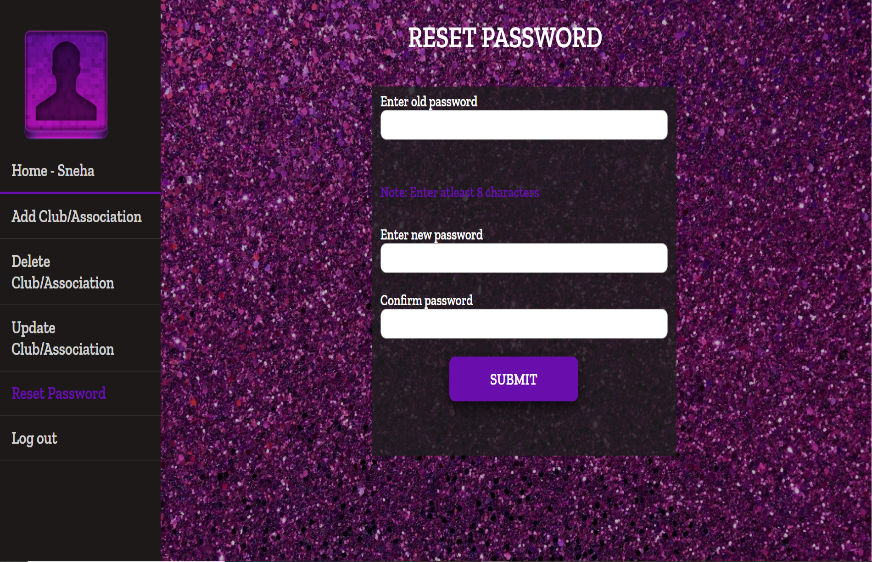 RESET PASSWORD
Home - Sneha
Add Club/Association
Delete
Club/Association
Update
Club/Association
Reset Password
Log out
Enter old password
Note: Enter atleast 8 characters
Enter new password
Confirm password
SUBMIT